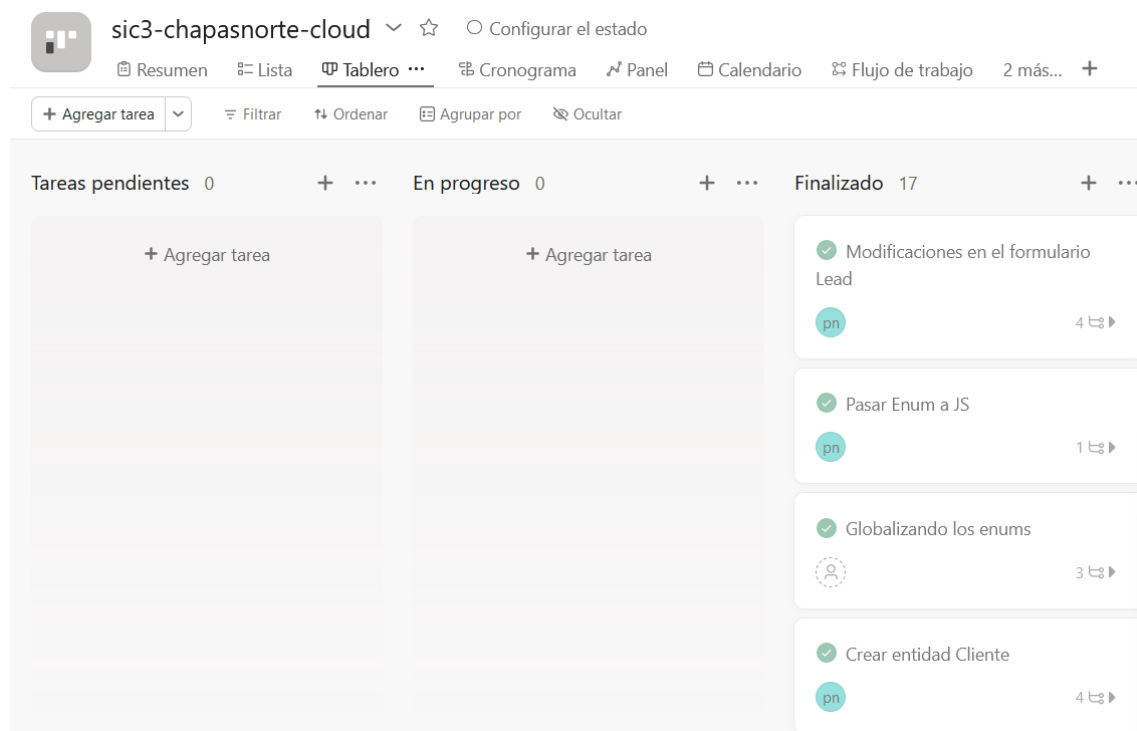 sic3-chapasnorte-cloud Configurar el estado
Resumen Lista Tablero ... Cronograma Panel Calendario Flujo de trabajo 2 más... +
+ Agregar tarea Filtrar Ordenar Agrupar por Ocultar
Tareas pendientes 0 + ... En progreso 0 + ... Finalizado 17 + ...
+ Agregar tarea
+ Agregar tarea
Modificaciones en el formulario
Lead
pn 4
Pasar Enum a JS
pn 1
Globalizando los enums
3
Crear entidad Cliente
pn 4